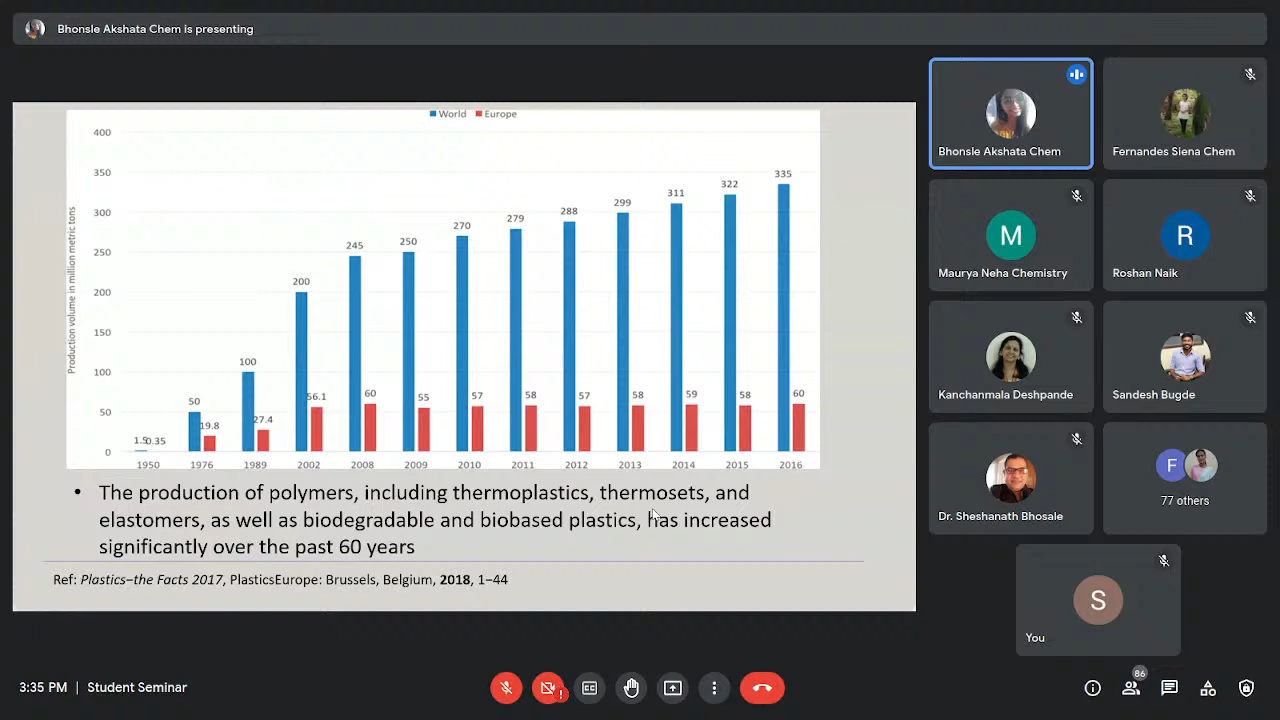 Bhonsle Akshata Chem is presenting
World Europe
Production volume in million metric tons
400
350
300
250
200
150
100
50
0
1.5 0.35
50 19.8
100 27.4
200 56.1
245 60
250 55
270 57
279 58
288 57
299 58
311 59
322 58
335 60
1950 1976 1989 2002 2008 2009 2010 2011 2012 2013 2014 2015 2016
• The production of polymers, including thermoplastics, thermosets, and
elastomers, as well as biodegradable and biobased plastics, has increased
significantly over the past 60 years
Ref: Plastics–the Facts 2017, PlasticsEurope: Brussels, Belgium, 2018, 1–44
Bhonsle Akshata Chem
Fernandes Siena Chem
M
Maurya Neha Chemistry
R
Roshan Naik
Kanchanmala Deshpande
Sandesh Bugde
Dr. Sheshanath Bhosale
F
77 others
S
You
3:35 PM | Student Seminar
CC
86